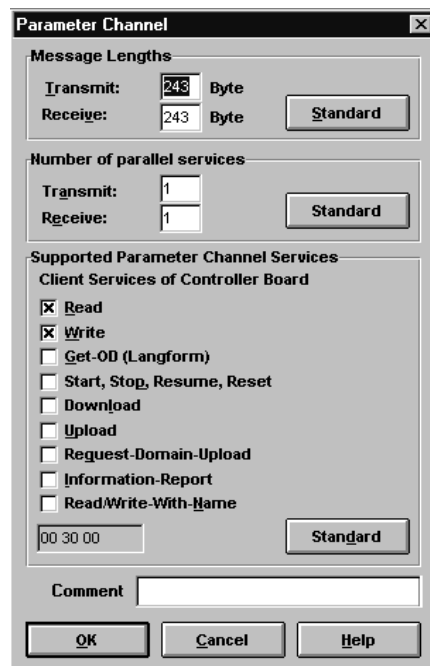 Parameter Channel
Message Lengths
Transmit: 243 Byte
Receive: 243 Byte
Standard
Number of parallel services
Transmit: 1
Receive: 1
Standard
Supported Parameter Channel Services
Client Services of Controller Board
Read
Write
Get-OD (Langform)
Start, Stop, Resume, Reset
Download
Upload
Request-Domain-Upload
Information-Report
Read/Write-With-Name
00 30 00 Standard
Comment
OK Cancel Help